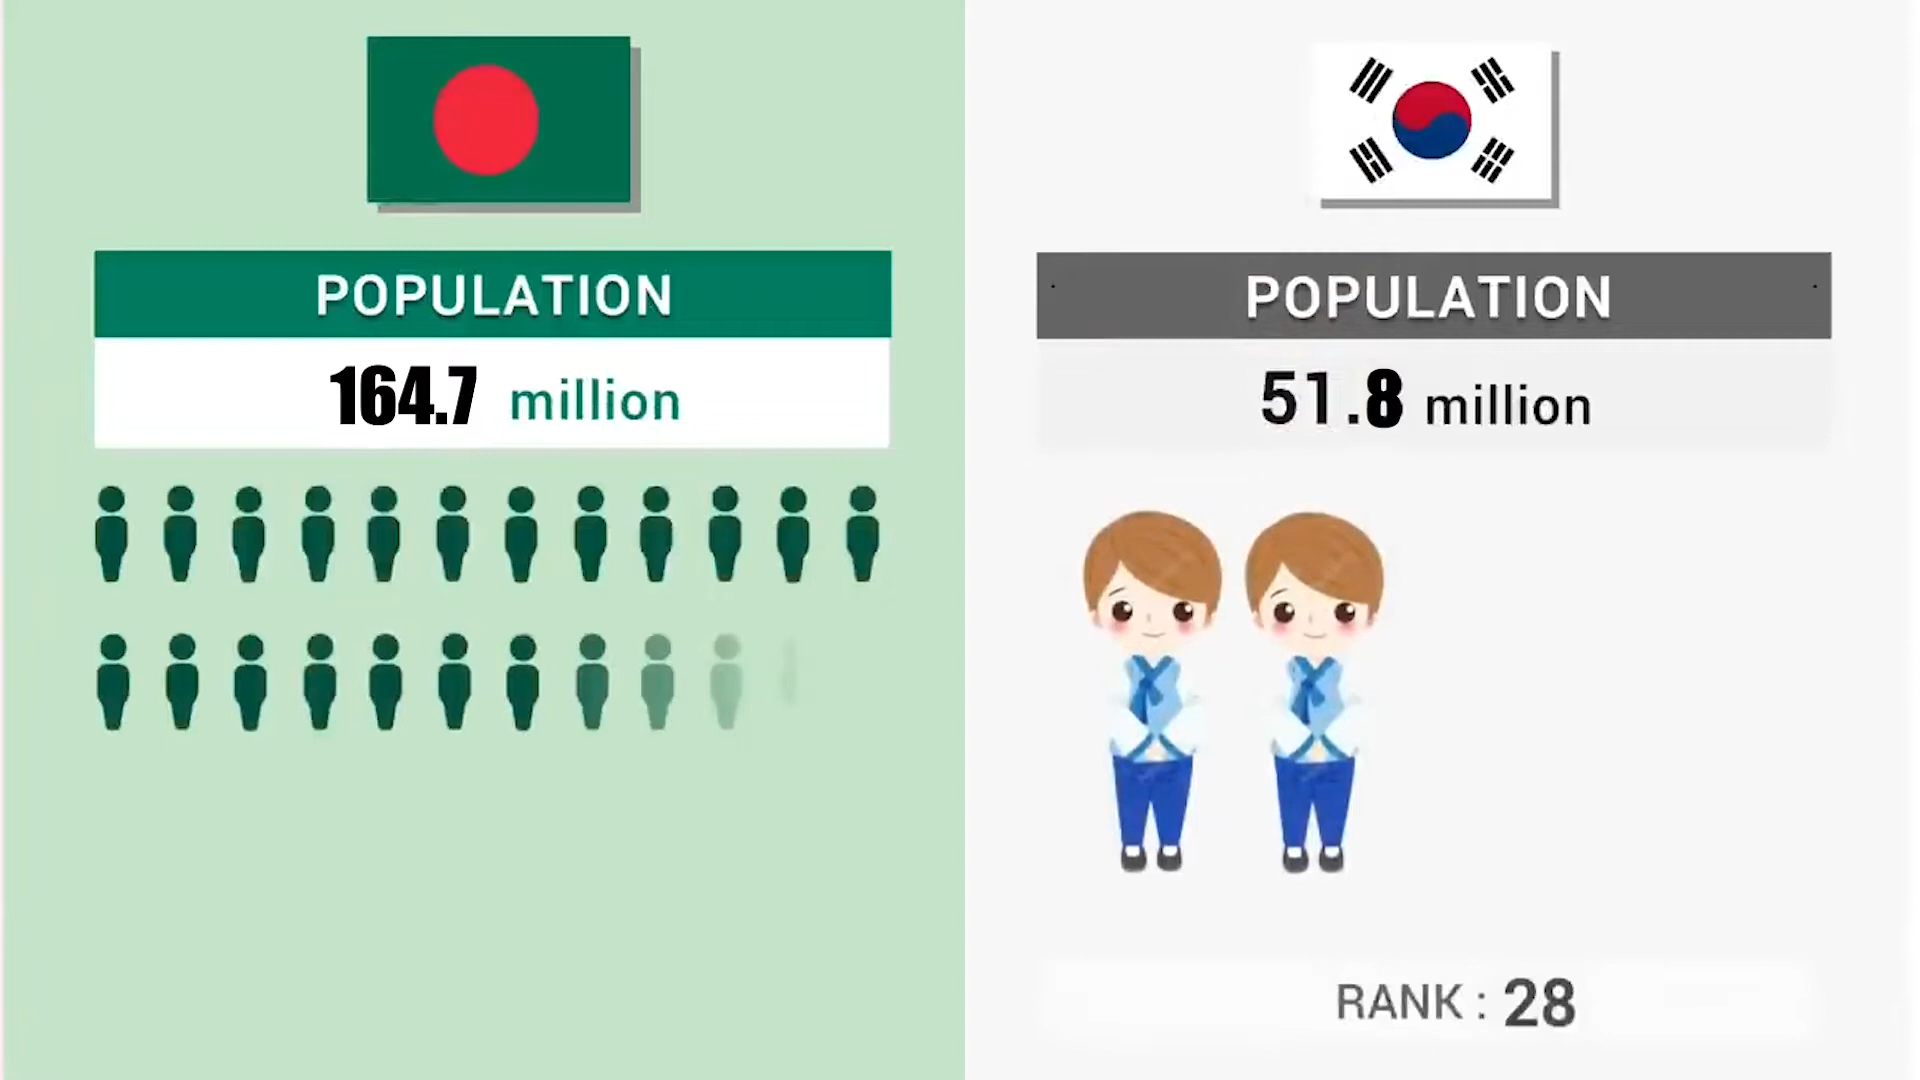 POPULATION
164.7 million
POPULATION
51.8 million
RANK : 28